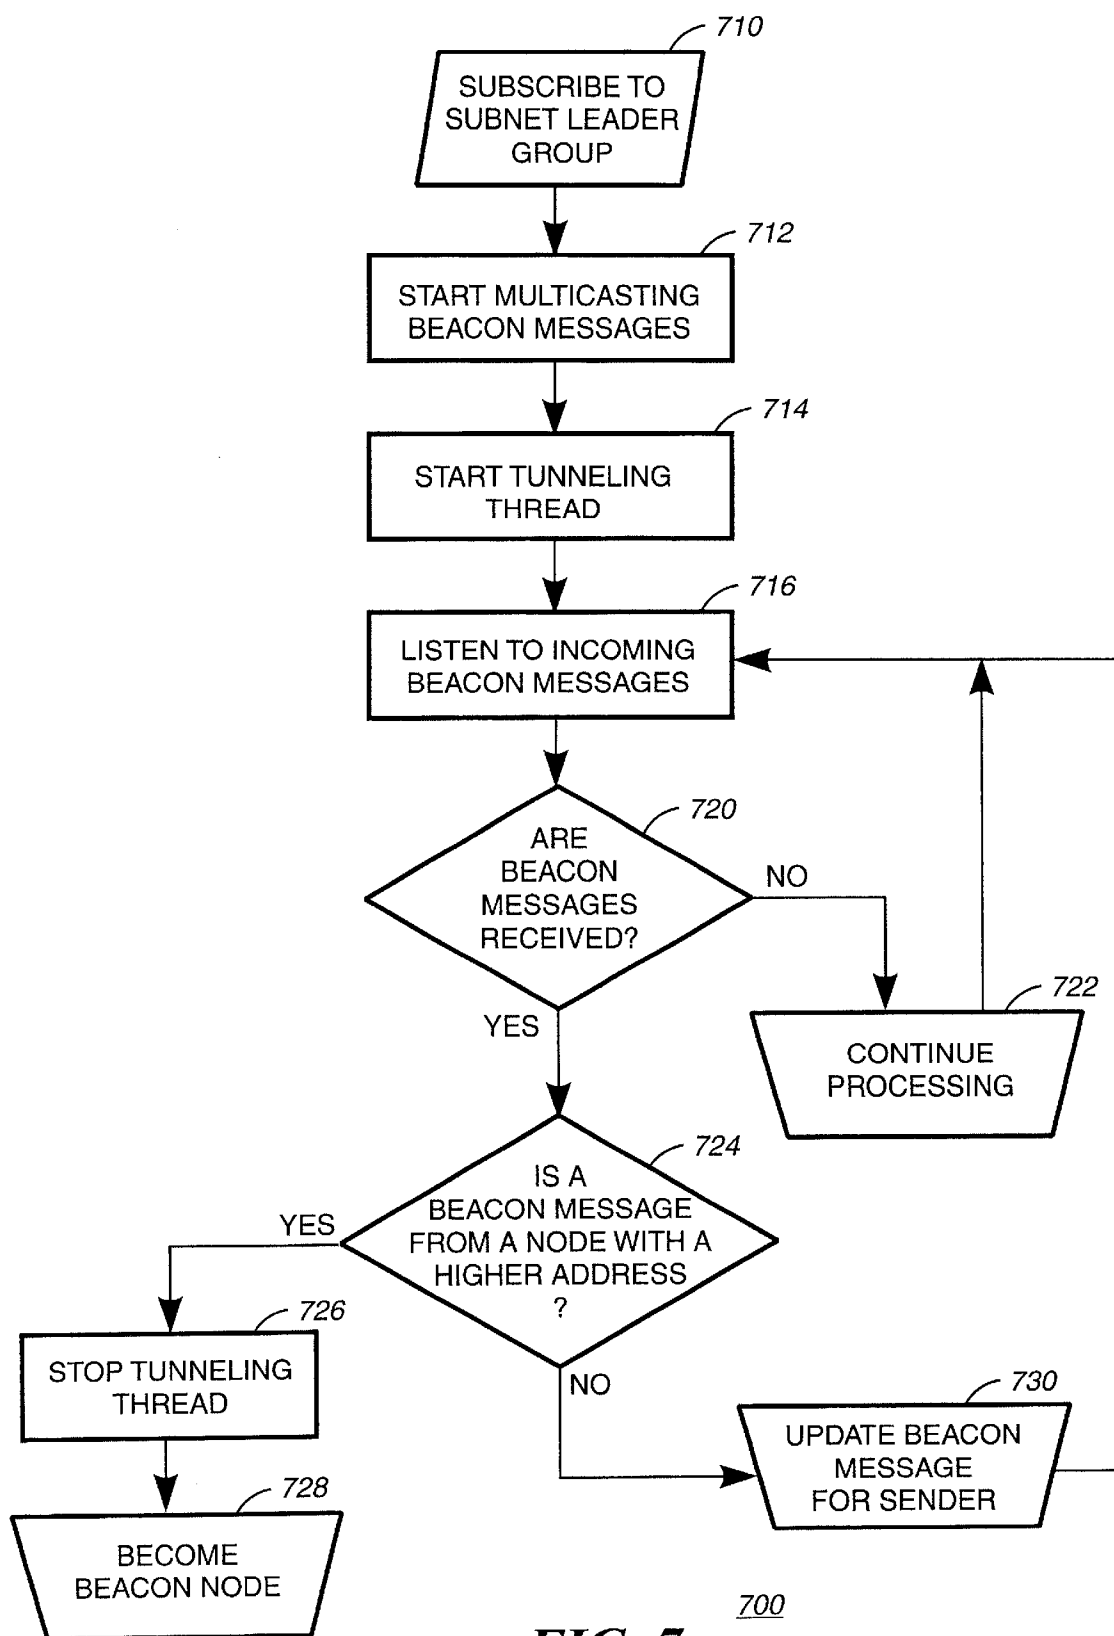 710
SUBSCRIBE TO
SUBNET LEADER
GROUP
712
START MULTICASTING
BEACON MESSAGES
714
START TUNNELING
THREAD
716
LISTEN TO INCOMING
BEACON MESSAGES
720
ARE
BEACON
MESSAGES
RECEIVED?
NO
YES
722
CONTINUE
PROCESSING
724
IS A
BEACON MESSAGE
FROM A NODE WITH A
HIGHER ADDRESS
?
YES
NO
726
STOP TUNNELING
THREAD
728
BECOME
BEACON NODE
730
UPDATE BEACON
MESSAGE
FOR SENDER
700
FIG. 7